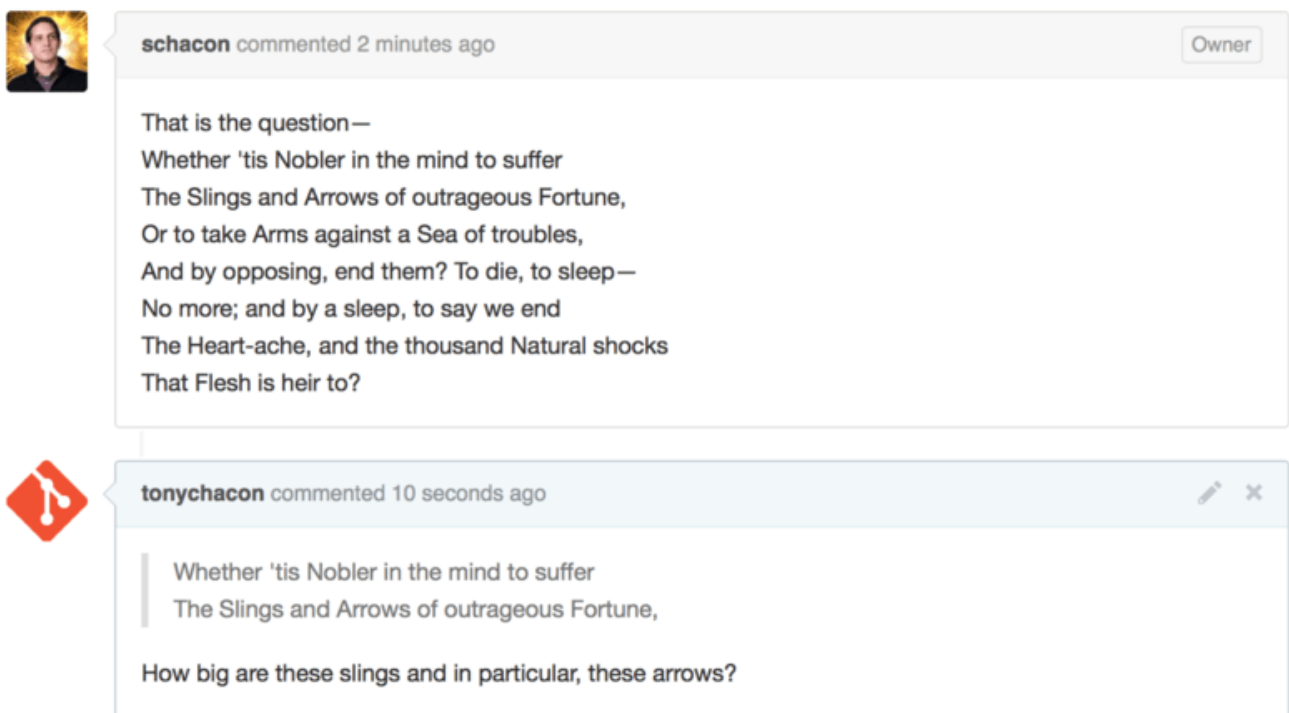 schacon commented 2 minutes ago
Owner
That is the question—
Whether 'tis Nobler in the mind to suffer
The Slings and Arrows of outrageous Fortune,
Or to take Arms against a Sea of troubles,
And by opposing, end them? To die, to sleep—
No more; and by a sleep, to say we end
The Heart-ache, and the thousand Natural shocks
That Flesh is heir to?
tonychacon commented 10 seconds ago
Whether 'tis Nobler in the mind to suffer
The Slings and Arrows of outrageous Fortune,
How big are these slings and in particular, these arrows?